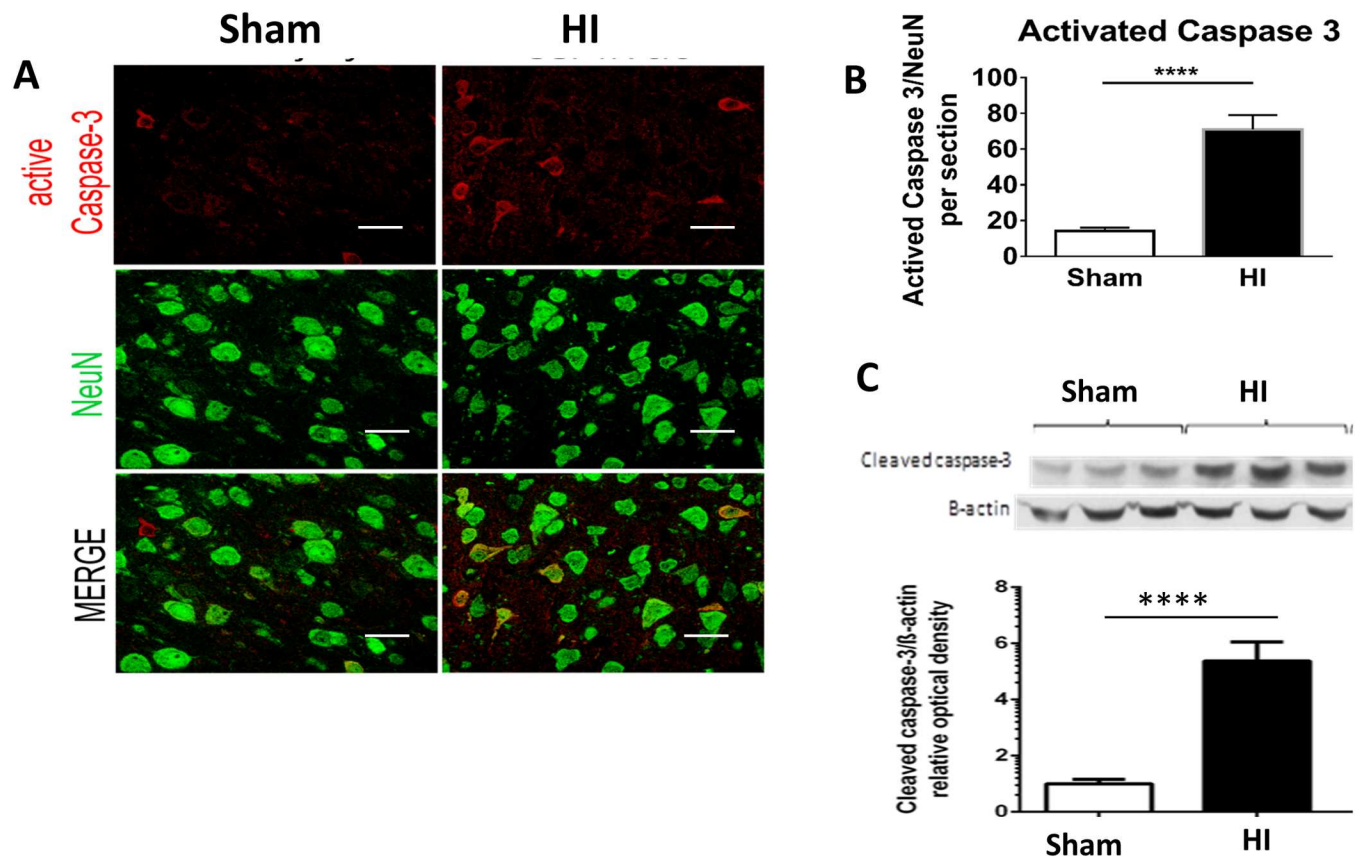 Sham HI
A
active
Caspase-3
NeuN
MERGE
B
Activated Caspase 3
Actived Caspase 3/NeuN
per section
100
80
60
40
20
0
****
Sham HI
C
Sham HI
Cleaved caspase-3
B-actin
Cleaved caspase-3/ß-actin
relative optical density
8
6
4
2
0
****
Sham HI